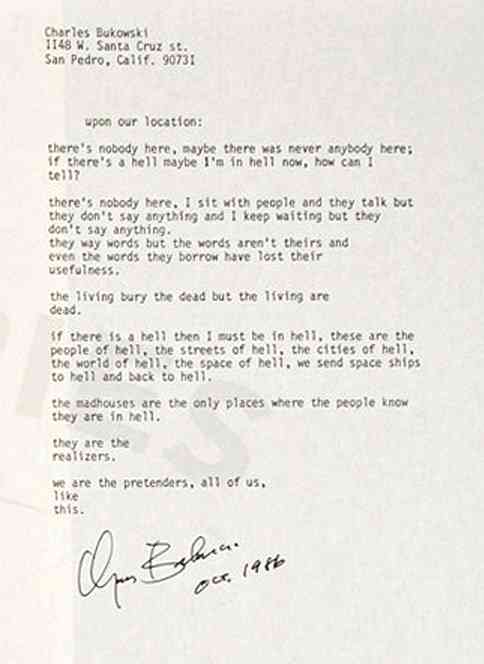 Charles Bukowski
1148 W. Santa Cruz st.
San Pedro, Calif. 90731
upon our location:
there's nobody here, maybe there was never anybody here;
if there's a hell maybe I'm in hell now, how can I
tell?
there's nobody here, I sit with people and they talk but
they don't say anything and I keep waiting but they
don't say anything.
they way words but the words aren't theirs and
even the words they borrow have lost their
usefulness.
the living bury the dead but the living are
dead.
if there is a hell then I must be in hell, these are the
people of hell, the streets of hell, the cities of hell,
the world of hell, the space of hell, we send space ships
to hell and back to hell.
the madhouses are the only places where the people know
they are in hell.
they are the
realizers.
we are the pretenders, all of us,
like
this.
Oct. 1986